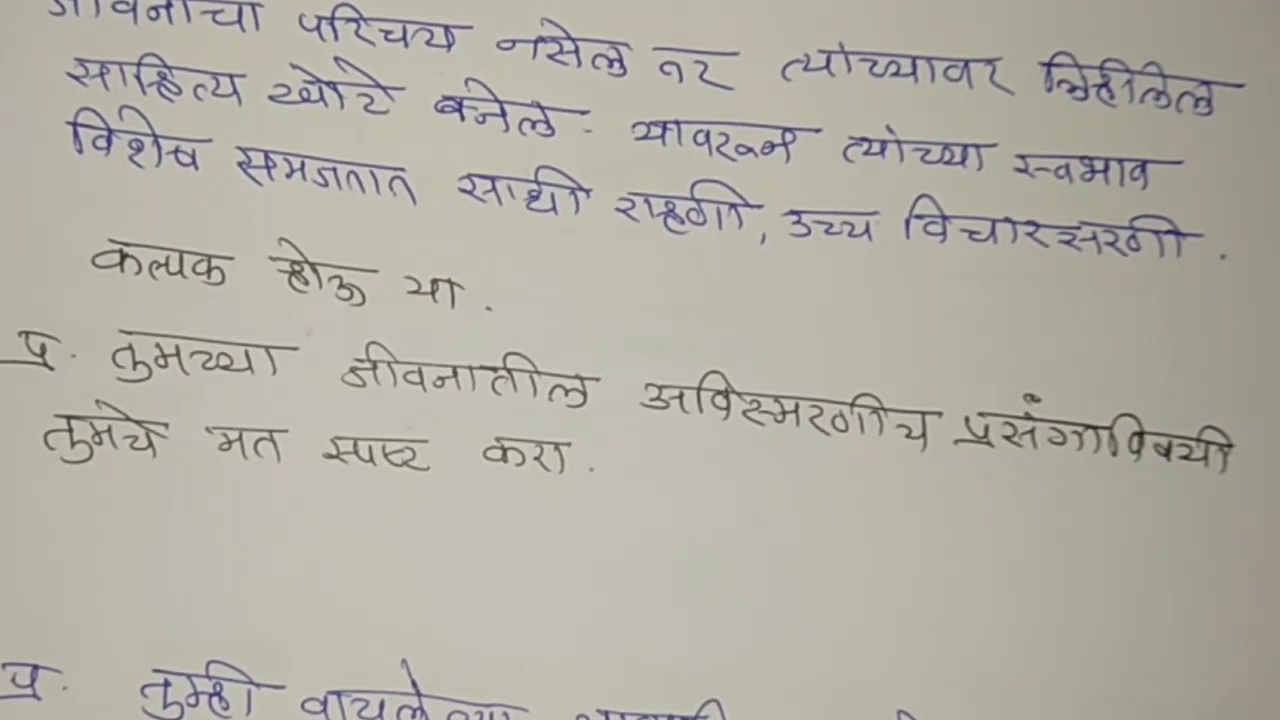 जीवनाचा परिचय नसेल तर त्यांच्यावर लिहीलेल
साहित्य खोटे बनेल. यावरून त्यांच्या स्वभाव
विशेष समजतात साधी राहणी, उच्च विचारसरणी.
कल्पक होऊ या.
प्र. तुमच्या जीवनातील अविस्मरणीय प्रसंगाविषयी
तुमचे मत स्पष्ट करा.
प्र. तुम्ही